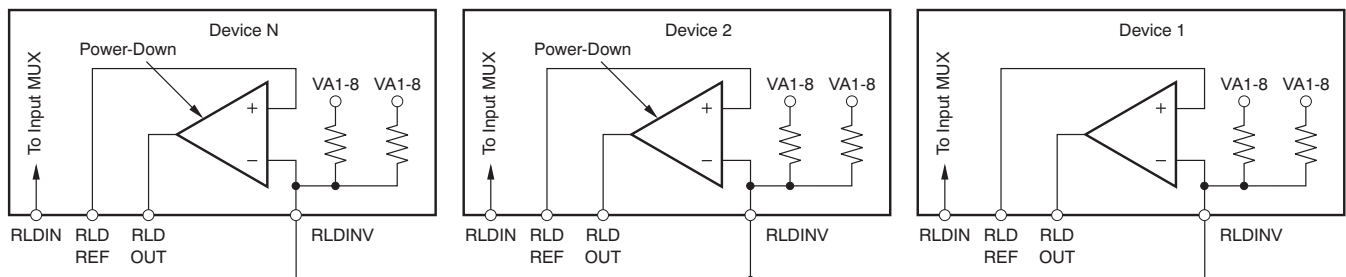 Device N
Power-Down
To Input MUX
VA1-8 VA1-8
+
−
RLDIN RLD REF RLD OUT RLDINV
Device 2
Power-Down
To Input MUX
VA1-8 VA1-8
+
−
RLDIN RLD REF RLD OUT RLDINV
Device 1
To Input MUX
VA1-8 VA1-8
+
−
RLDIN RLD REF RLD OUT RLDINV